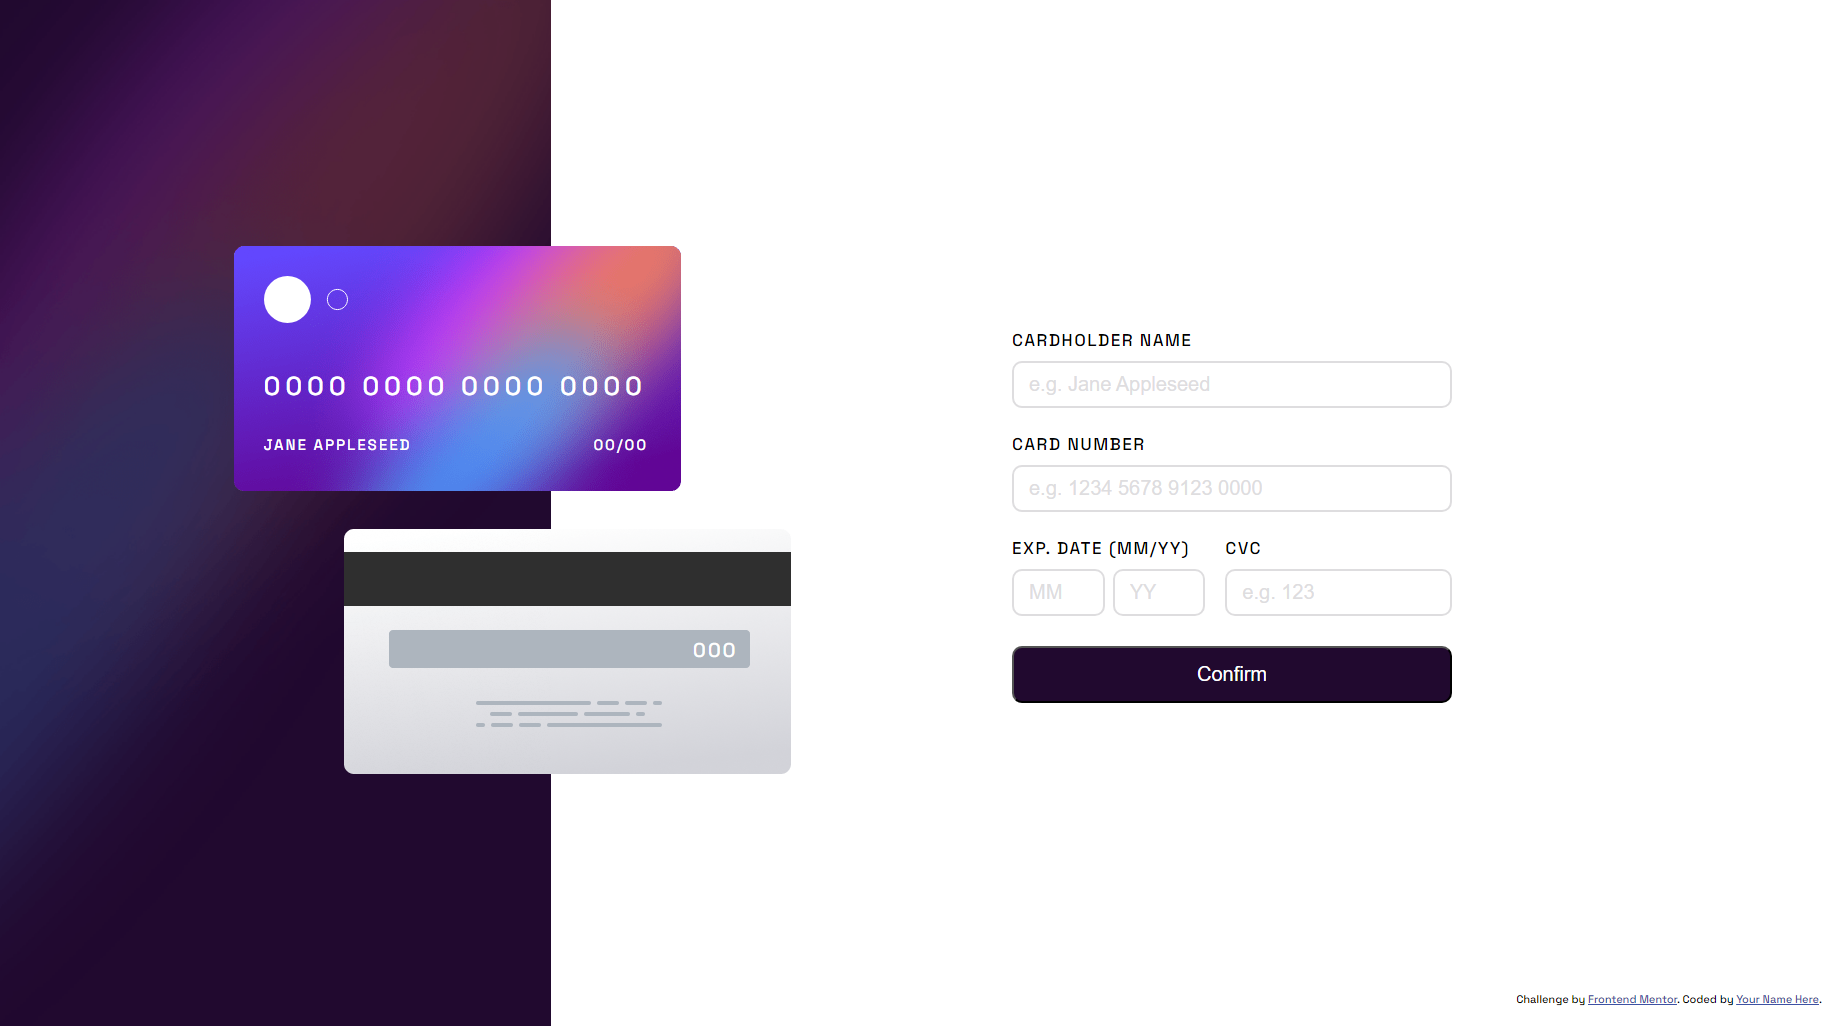 0000 0000 0000 0000
JANE APPLESEED 00/00
000
CARDHOLDER NAME
e.g. Jane Appleseed
CARD NUMBER
e.g. 1234 5678 9123 0000
EXP. DATE (MM/YY) CVC
MM YY e.g. 123
Confirm
Challenge by Frontend Mentor. Coded by Your Name Here.